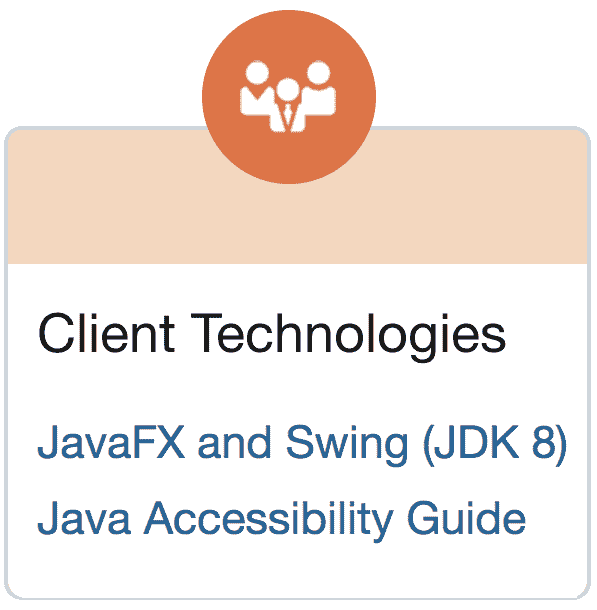 Client Technologies
JavaFX and Swing (JDK 8)
Java Accessibility Guide